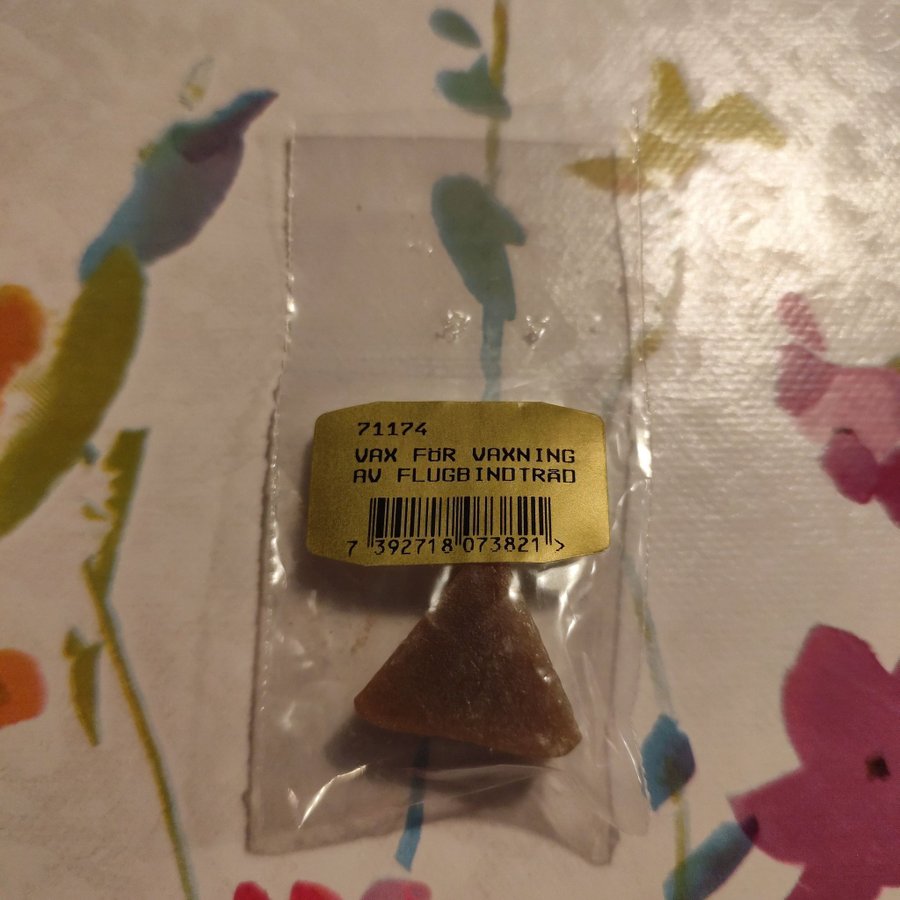 71174
VAX FÖR VAXNING
AV FLUGBINDTRÅD
7 392718 073821 >